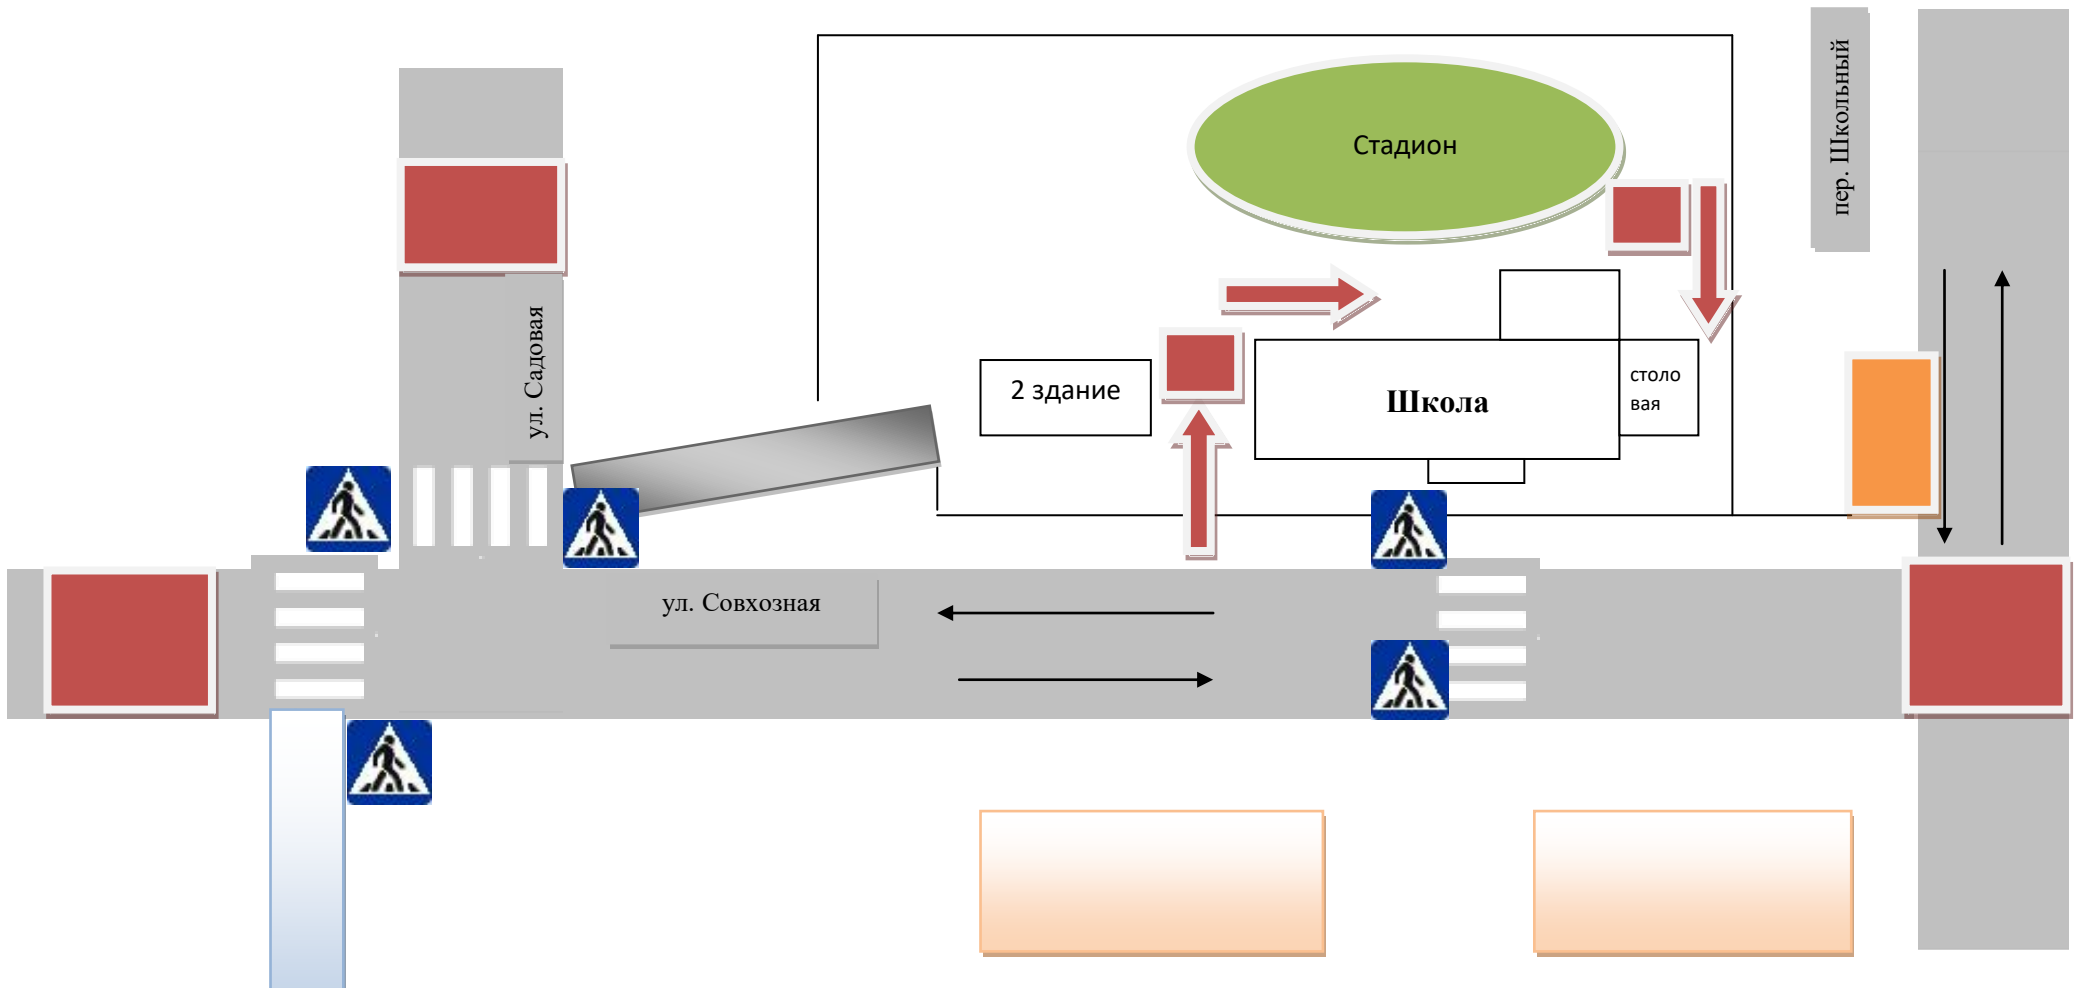 пер. Школьный
Стадион
ул. Садовая
2 здание
Школа
столо
вая
ул. Совхозная